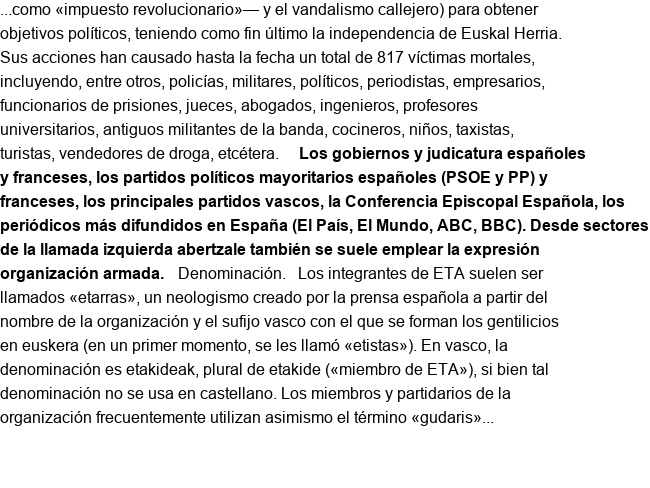 ...como «impuesto revolucionario»— y el vandalismo callejero) para obtener
objetivos políticos, teniendo como fin último la independencia de Euskal Herria.
Sus acciones han causado hasta la fecha un total de 817 víctimas mortales,
incluyendo, entre otros, policías, militares, políticos, periodistas, empresarios,
funcionarios de prisiones, jueces, abogados, ingenieros, profesores
universitarios, antiguos militantes de la banda, cocineros, niños, taxistas,
turistas, vendedores de droga, etcétera. Los gobiernos y judicatura españoles
y franceses, los partidos políticos mayoritarios españoles (PSOE y PP) y
franceses, los principales partidos vascos, la Conferencia Episcopal Española, los
periódicos más difundidos en España (El País, El Mundo, ABC, BBC). Desde sectores
de la llamada izquierda abertzale también se suele emplear la expresión
organización armada. Denominación. Los integrantes de ETA suelen ser
llamados «etarras», un neologismo creado por la prensa española a partir del
nombre de la organización y el sufijo vasco con el que se forman los gentilicios
en euskera (en un primer momento, se les llamó «etistas»). En vasco, la
denominación es etakideak, plural de etakide («miembro de ETA»), si bien tal
denominación no se usa en castellano. Los miembros y partidarios de la
organización frecuentemente utilizan asimismo el término «gudaris»...